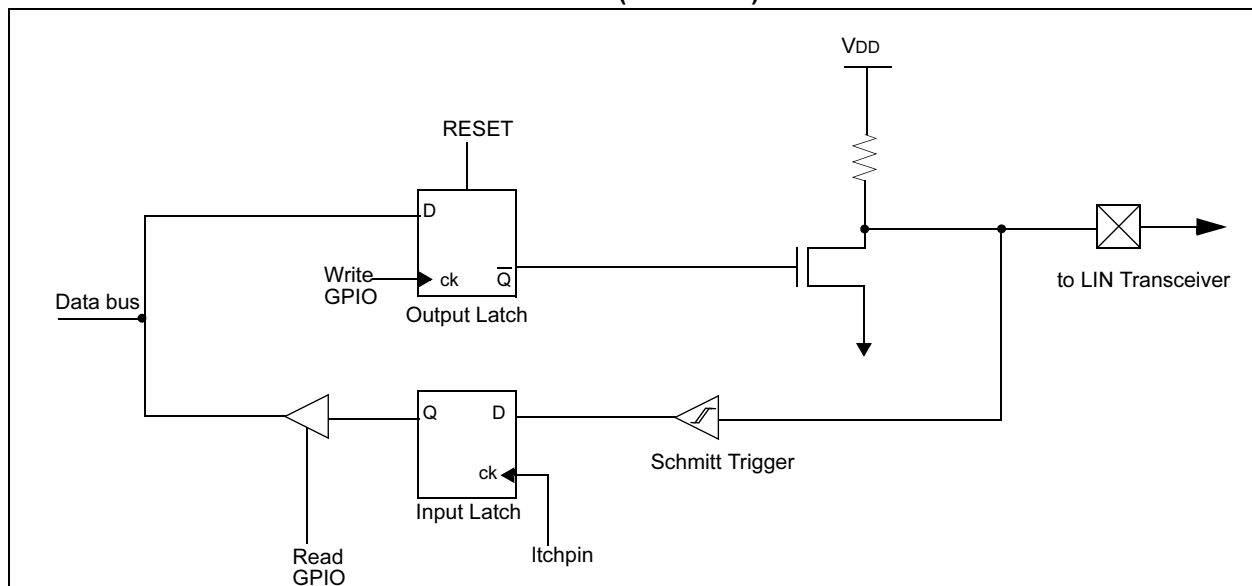 VDD
RESET
D
Write
GPIO
ck
Q
Output Latch
to LIN Transceiver
Data bus
Q
D
ck
Schmitt Trigger
Input Latch
Itchpin
Read
GPIO